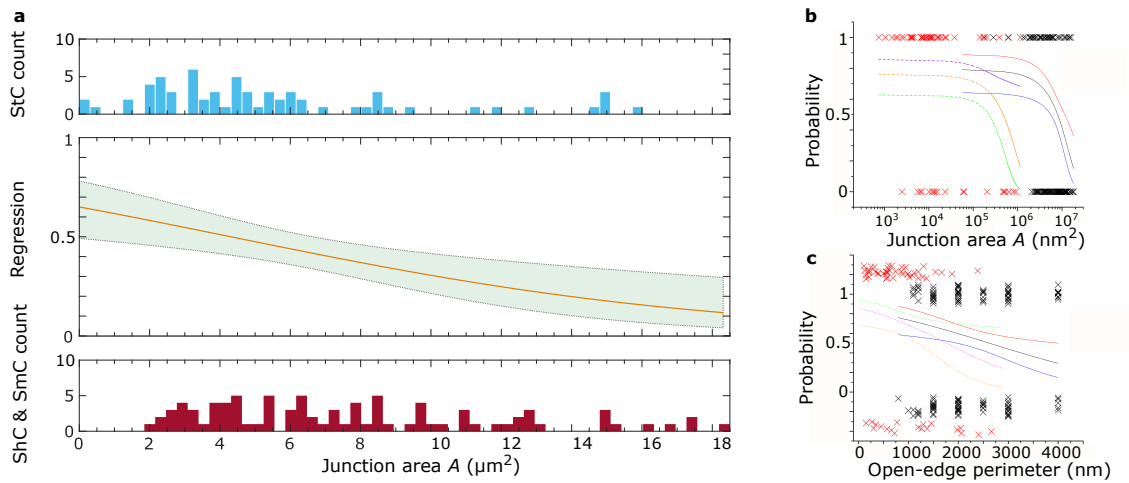 a
StC count
10
5
0
Regression
1
0.5
0
ShC & SmC count
10
5
0
0 2 4 6 8 10 12 14 16 18
Junction area A (µm²)
b
Probability
1
0.5
0
10³ 10⁴ 10⁵ 10⁶ 10⁷
Junction area A (nm²)
c
Probability
1
0.5
0
0 1000 2000 3000 4000
Open-edge perimeter (nm)